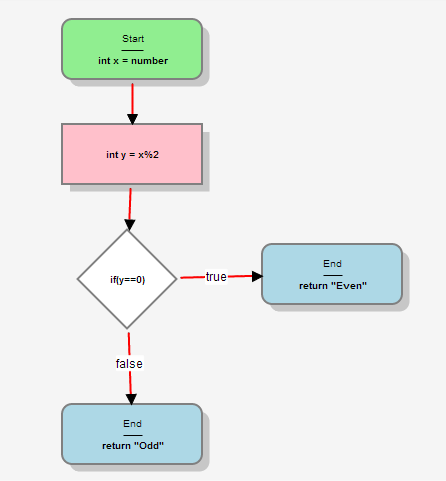 Start
int x = number
int y = x%2
if(y==0)
true
End
return "Even"
false
End
return "Odd"